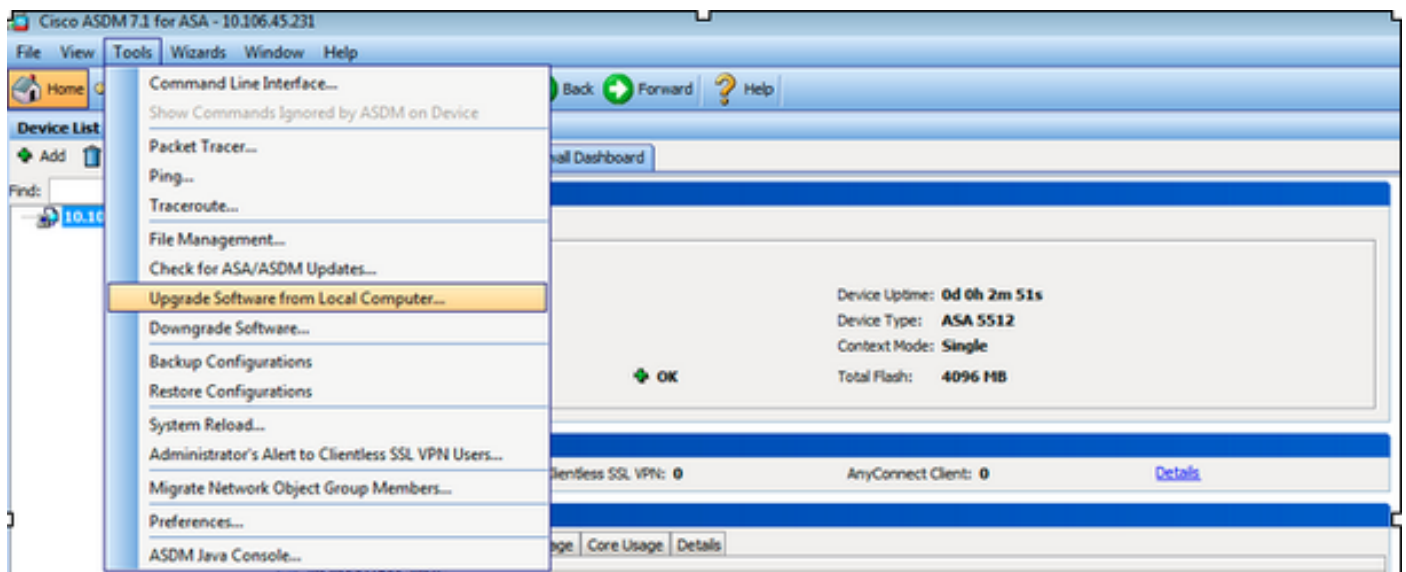 Cisco ASDM 7.1 for ASA - 10.106.45.231
File View Tools Wizards Window Help
Home Back Forward Help
Command Line Interface...
Show Commands Ignored by ASDM on Device
Device List
Add
Packet Tracer...
Dashboard
Ping...
Find:
Traceroute...
10.10
File Management...
Check for ASA/ASDM Updates...
Upgrade Software from Local Computer...
Device Uptime: 0d 0h 2m 51s
Downgrade Software...
Device Type: ASA 5512
Context Mode: Single
Backup Configurations
OK
Total Flash: 4096 MB
Restore Configurations
System Reload...
Administrator's Alert to Clientless SSL VPN Users...
lientless SSL VPN: 0 AnyConnect Client: 0 Details
Migrate Network Object Group Members...
Preferences...
Core Usage Details
ASDM Java Console...